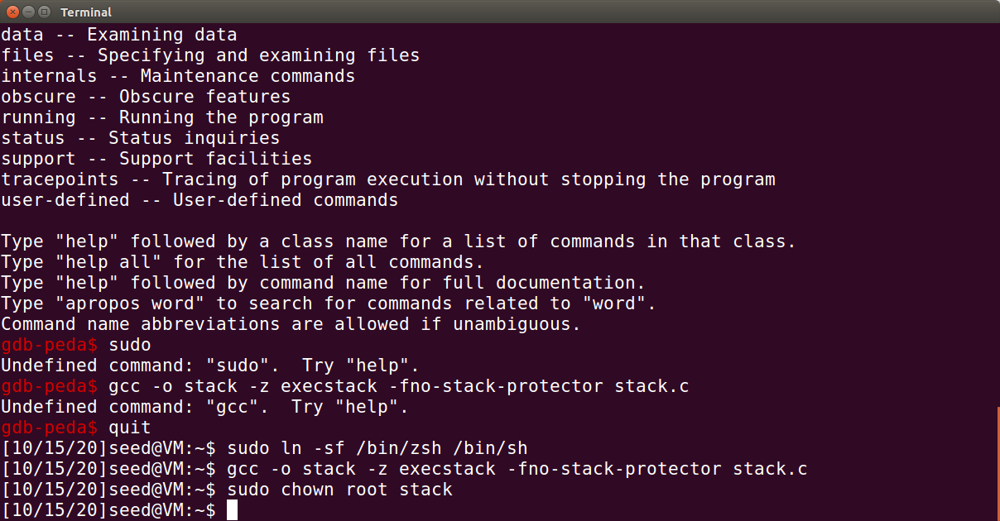 Terminal
data -- Examining data
files -- Specifying and examining files
internals -- Maintenance commands
obscure -- Obscure features
running -- Running the program
status -- Status inquiries
support -- Support facilities
tracepoints -- Tracing of program execution without stopping the program
user-defined -- User-defined commands
Type "help" followed by a class name for a list of commands in that class.
Type "help all" for the list of all commands.
Type "help" followed by command name for full documentation.
Type "apropos word" to search for commands related to "word".
Command name abbreviations are allowed if unambiguous.
gdb-peda$ sudo
Undefined command: "sudo".  Try "help".
gdb-peda$ gcc -o stack -z execstack -fno-stack-protector stack.c
Undefined command: "gcc".  Try "help".
gdb-peda$ quit
[10/15/20]seed@VM:~$ sudo ln -sf /bin/zsh /bin/sh
[10/15/20]seed@VM:~$ gcc -o stack -z execstack -fno-stack-protector stack.c
[10/15/20]seed@VM:~$ sudo chown root stack
[10/15/20]seed@VM:~$